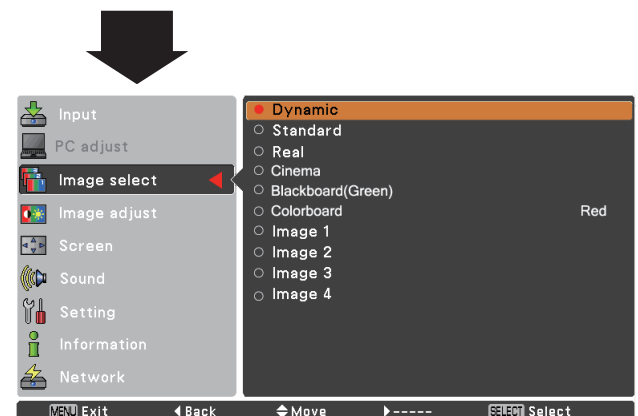 Input
PC adjust
Image select
Image adjust
Screen
Sound
Setting
Information
Network
Dynamic
Standard
Real
Cinema
Blackboard(Green)
Colorboard Red
Image 1
Image 2
Image 3
Image 4
MENU Exit Back Move ----- SELECT Select